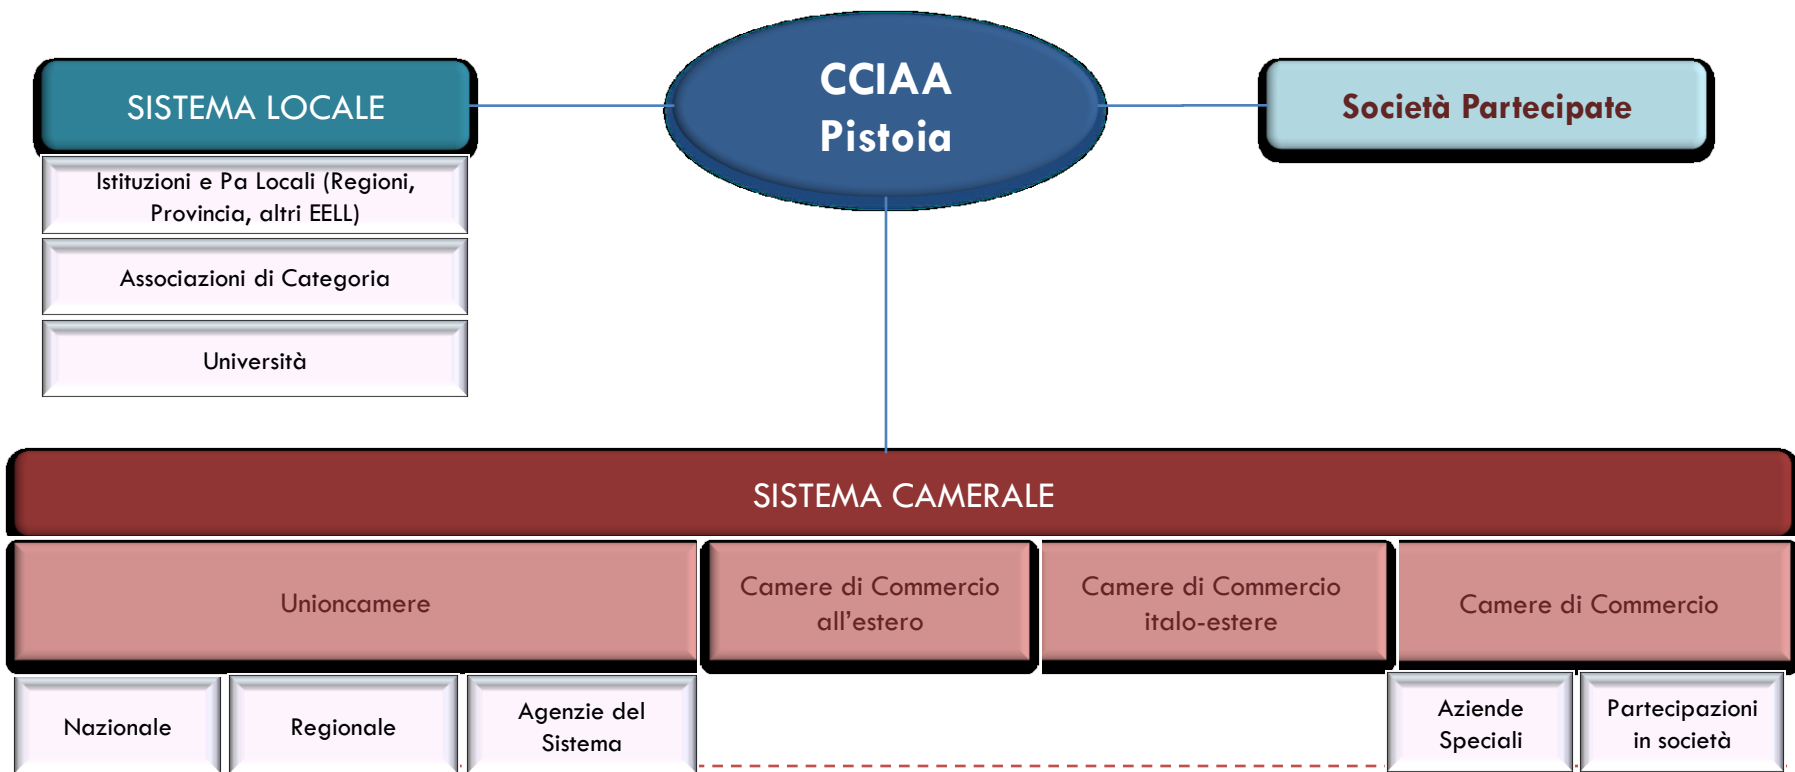 CCIAA
Pistoia
SISTEMA LOCALE
Società Partecipate
Istituzioni e Pa Locali (Regioni,
Provincia, altri EELL)
Associazioni di Categoria
Università
SISTEMA CAMERALE
Unioncamere
Camere di Commercio
all’estero
Camere di Commercio
italo-estere
Camere di Commercio
Nazionale
Regionale
Agenzie del
Sistema
Aziende
Speciali
Partecipazioni
in società